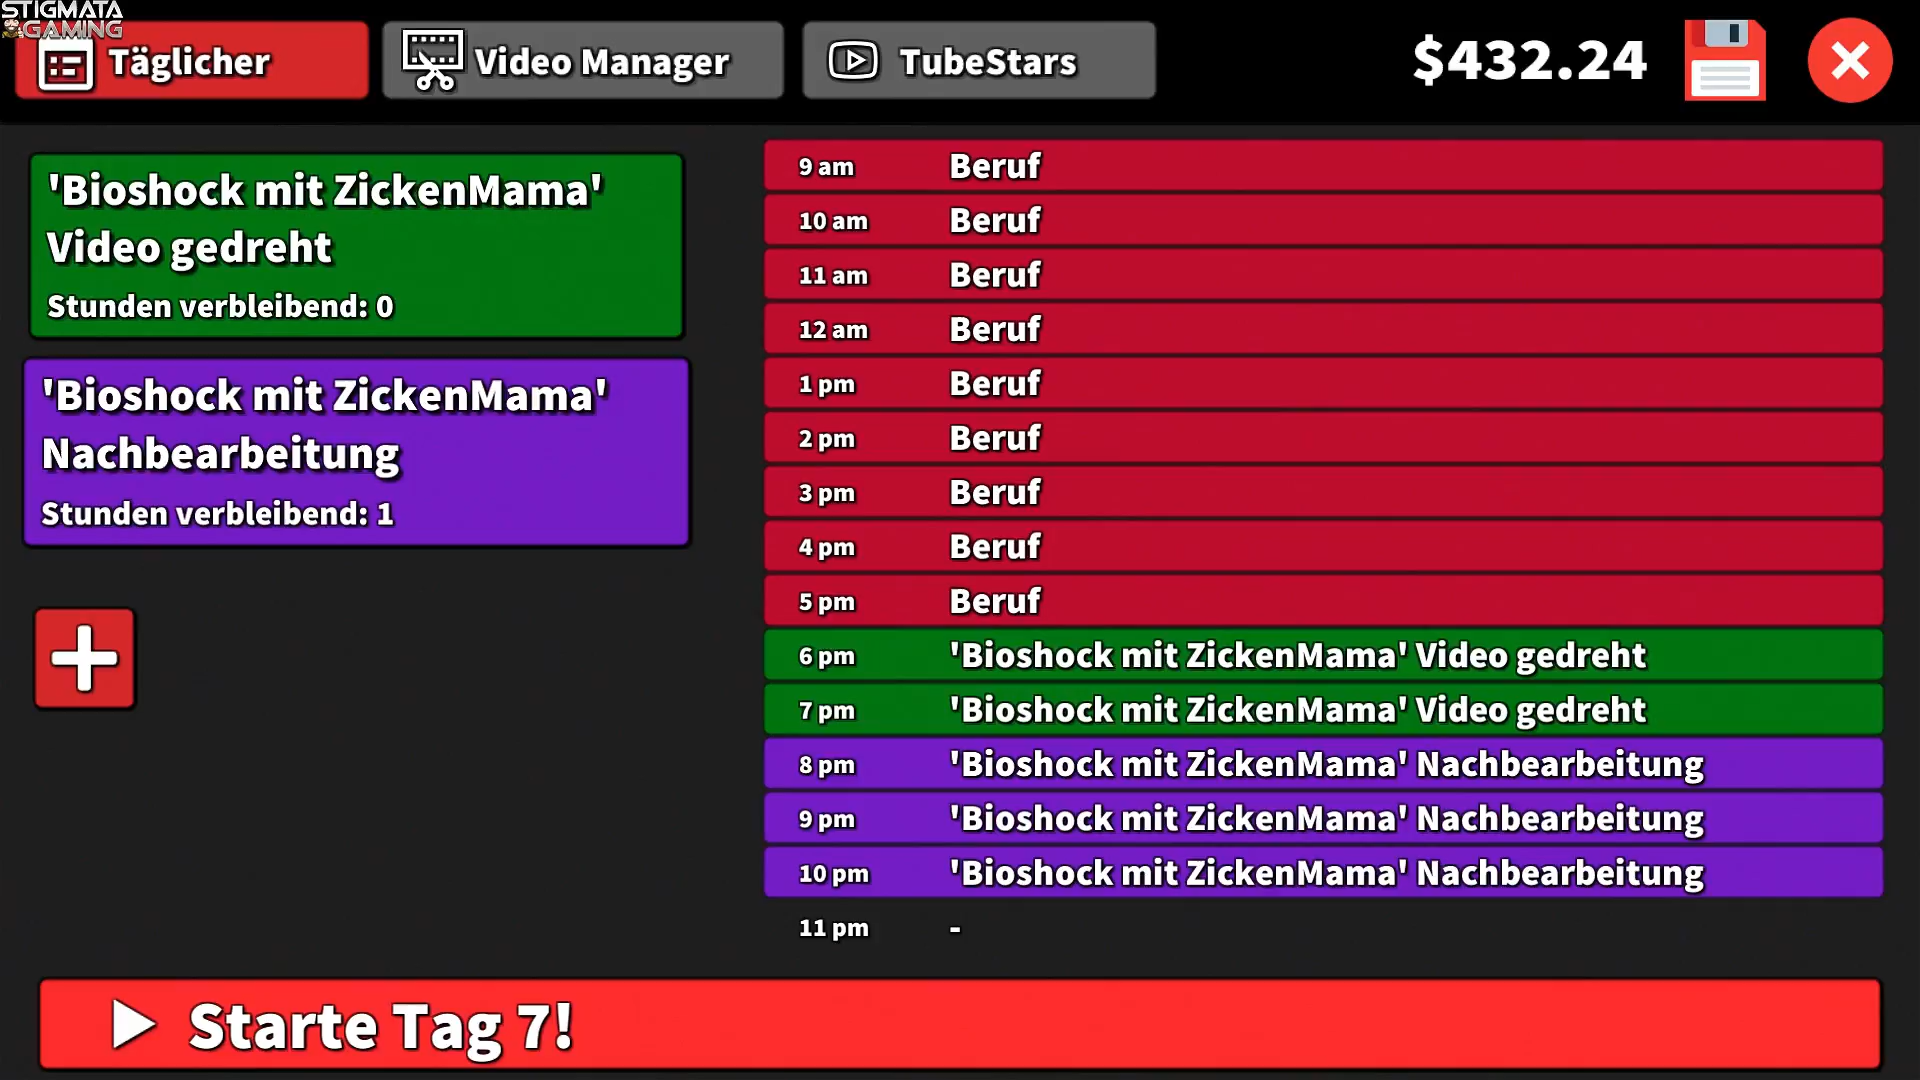 STIGMATA
GAMING
Täglicher
Video Manager
TubeStars
$432.24
'Bioshock mit ZickenMama'
Video gedreht
Stunden verbleibend: 0
'Bioshock mit ZickenMama'
Nachbearbeitung
Stunden verbleibend: 1
9 am Beruf
10 am Beruf
11 am Beruf
12 am Beruf
1 pm Beruf
2 pm Beruf
3 pm Beruf
4 pm Beruf
5 pm Beruf
6 pm 'Bioshock mit ZickenMama' Video gedreht
7 pm 'Bioshock mit ZickenMama' Video gedreht
8 pm 'Bioshock mit ZickenMama' Nachbearbeitung
9 pm 'Bioshock mit ZickenMama' Nachbearbeitung
10 pm 'Bioshock mit ZickenMama' Nachbearbeitung
11 pm -
Starte Tag 7!